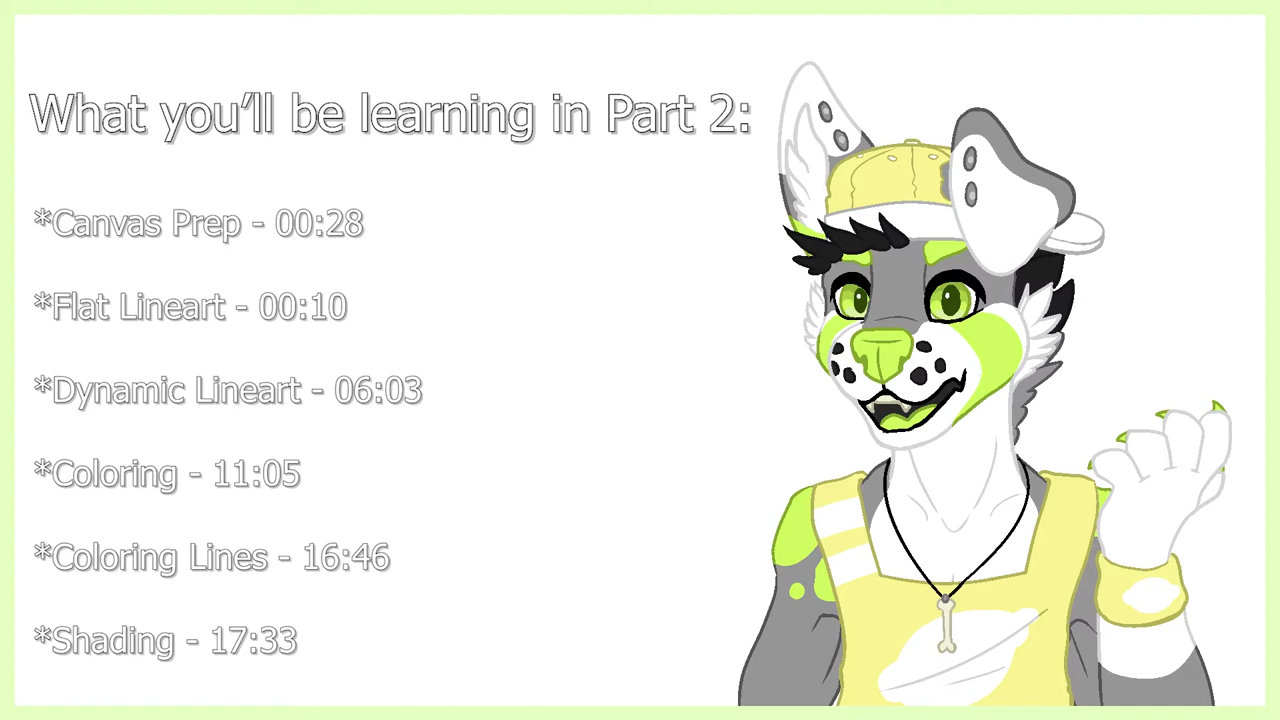 What you'll be learning in Part 2:
*Canvas Prep - 00:28
*Flat Lineart - 00:10
*Dynamic Lineart - 06:03
*Coloring - 11:05
*Coloring Lines - 16:46
*Shading - 17:33